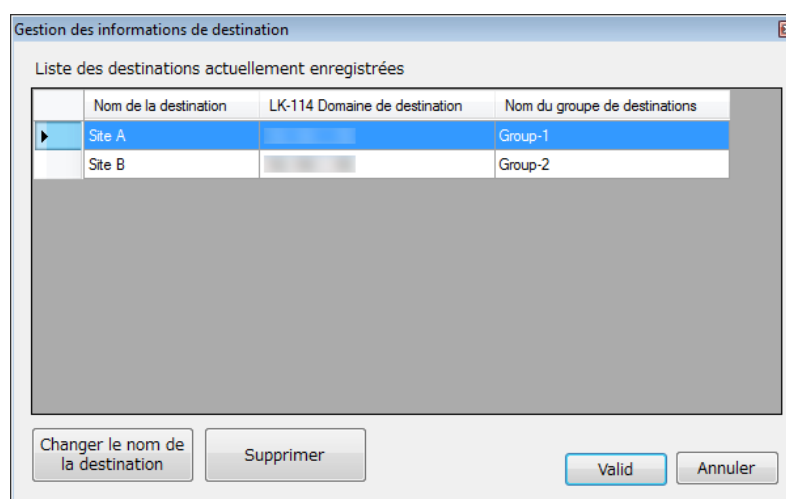 Gestion des informations de destination
Liste des destinations actuellement enregistrées
Nom de la destination LK-114 Domaine de destination Nom du groupe de destinations
Site A Group-1
Site B Group-2
Changer le nom de
la destination
Supprimer
Valid
Annuler